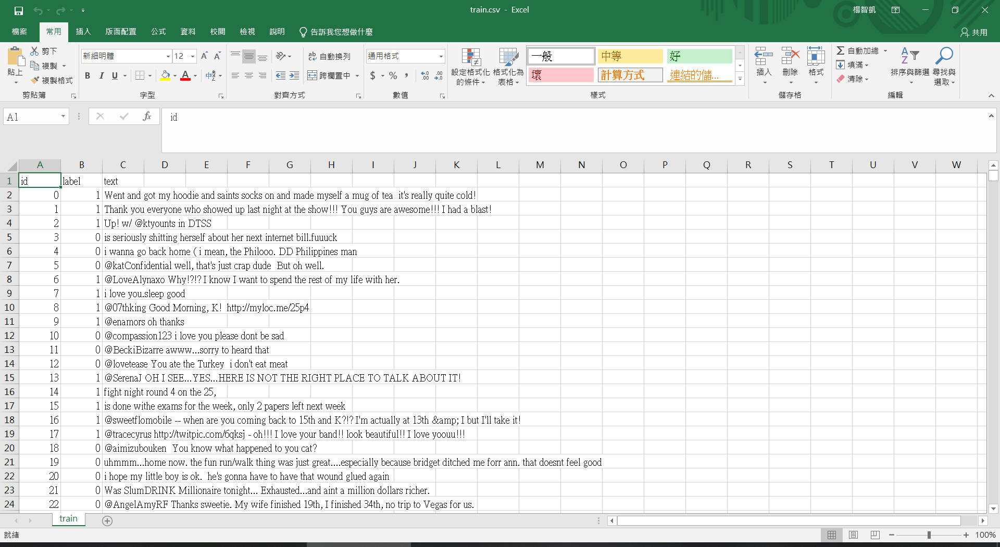 train.csv - Excel
楊智凱
檔案 常用 插入 版面配置 公式 資料 校閱 檢視 說明 告訴我您想做什麼 共用
貼上
剪下
複製
複製格式
剪貼簿
新細明體 12
B I U
字型
自動換列
跨欄置中
對齊方式
通用格式
$ % ,
數值
設定格式化的條件
格式化為表格
一般 中等 好
壞 計算方式 連結的儲...
樣式
插入 刪除 格式
儲存格
自動加總
填滿
清除
排序與篩選
尋找與選取
編輯
A1 fx id
A B C D E F G H I J K L M N O P Q R S T U V W
1 id label text
2 0 1 Went and got my hoodie and saints socks on and made myself a mug of tea  it's really quite cold!
3 1 1 Thank you everyone who showed up last night at the show!!! You guys are awesome!!! I had a blast!
4 2 1 Up! w/ @ktyounts in DTSS
5 3 0 is seriously shitting herself about her next internet bill.fuuuck
6 4 0 i wanna go back home ( i mean, the Philooo. DD Philippines man
7 5 0 @katConfidential well, that's just crap dude  But oh well.
8 6 1 @LoveAlynaxo Why!?!? I know I want to spend the rest of my life with her.
9 7 1 i love you.sleep good
10 8 1 @07thking Good Morning, K!  http://myloc.me/25p4
11 9 1 @enamors oh thanks
12 10 0 @compassion123 i love you please dont be sad
13 11 0 @BeckiBizarre awww...sorry to heard that
14 12 0 @lovetease You ate the Turkey  i don't eat meat
15 13 1 @SerenaJ OH I SEE...YES...HERE IS NOT THE RIGHT PLACE TO TALK ABOUT IT!
16 14 1 fight night round 4 on the 25,
17 15 1 is done withe exams for the week, only 2 papers left next week
18 16 1 @sweetflomobile -- when are you coming back to 15th and K?!? I'm actually at 13th &amp; I but I'll take it!
19 17 1 @tracecyrus http://twitpic.com/6qksj - oh!!! I love your band!! look beautiful!! I love yoouu!!!
20 18 0 @aimizubouken  You know what happened to you cat?
21 19 0 uhmmm...home now. the fun run/walk thing was just great....especially because bridget ditched me forr ann. that doesnt feel good
22 20 0 i hope my little boy is ok.  he's gonna have to have that wound glued again
23 21 0 Was SlumDRINK Millionaire tonight... Exhausted...and aint a million dollars richer.
24 22 0 @AngelAmyRF Thanks sweetie. My wife finished 19th, I finished 34th, no trip to Vegas for us.
train
就緒 100%